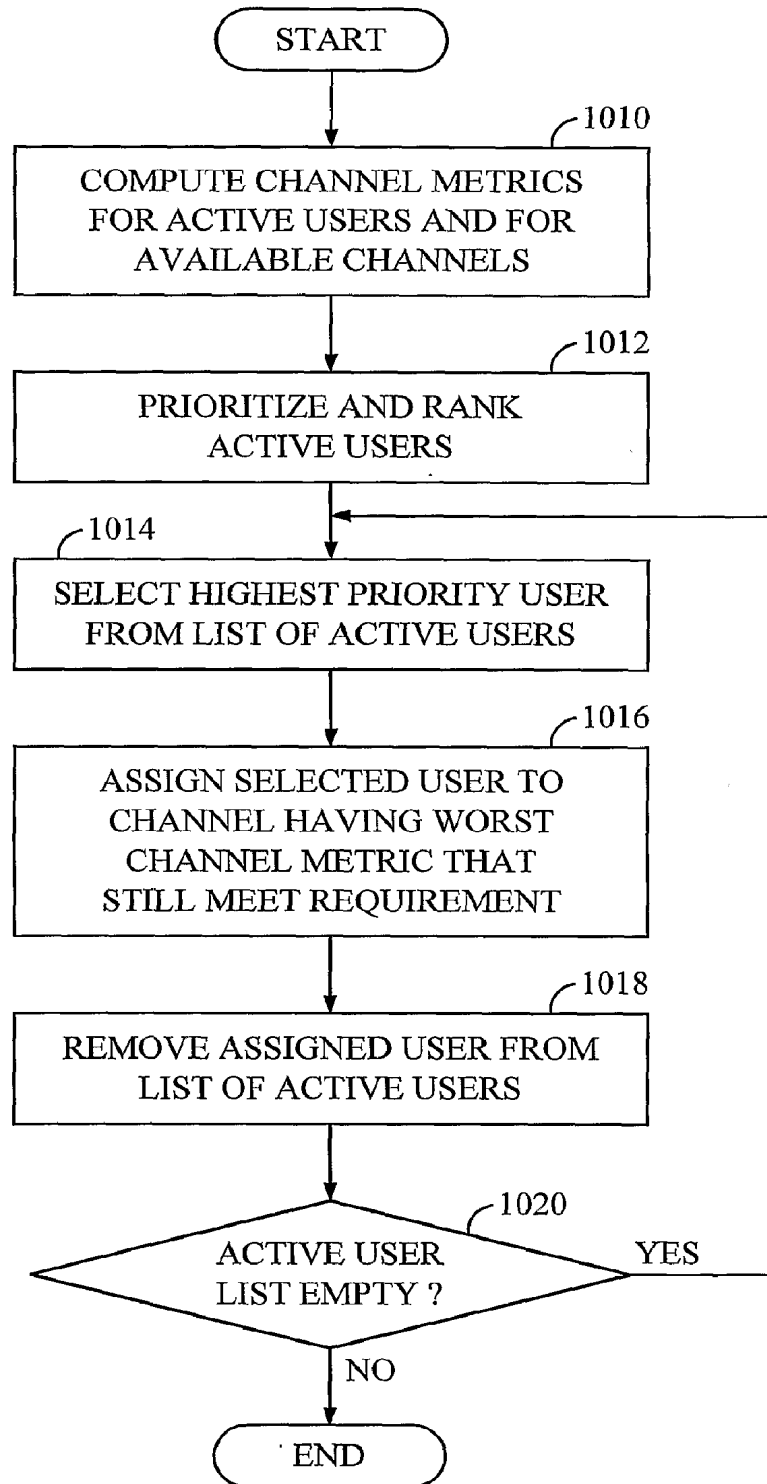 START
1010
COMPUTE CHANNEL METRICS
FOR ACTIVE USERS AND FOR
AVAILABLE CHANNELS
1012
PRIORITIZE AND RANK
ACTIVE USERS
1014
SELECT HIGHEST PRIORITY USER
FROM LIST OF ACTIVE USERS
1016
ASSIGN SELECTED USER TO
CHANNEL HAVING WORST
CHANNEL METRIC THAT
STILL MEET REQUIREMENT
1018
REMOVE ASSIGNED USER FROM
LIST OF ACTIVE USERS
1020
ACTIVE USER
LIST EMPTY ?
YES
NO
END